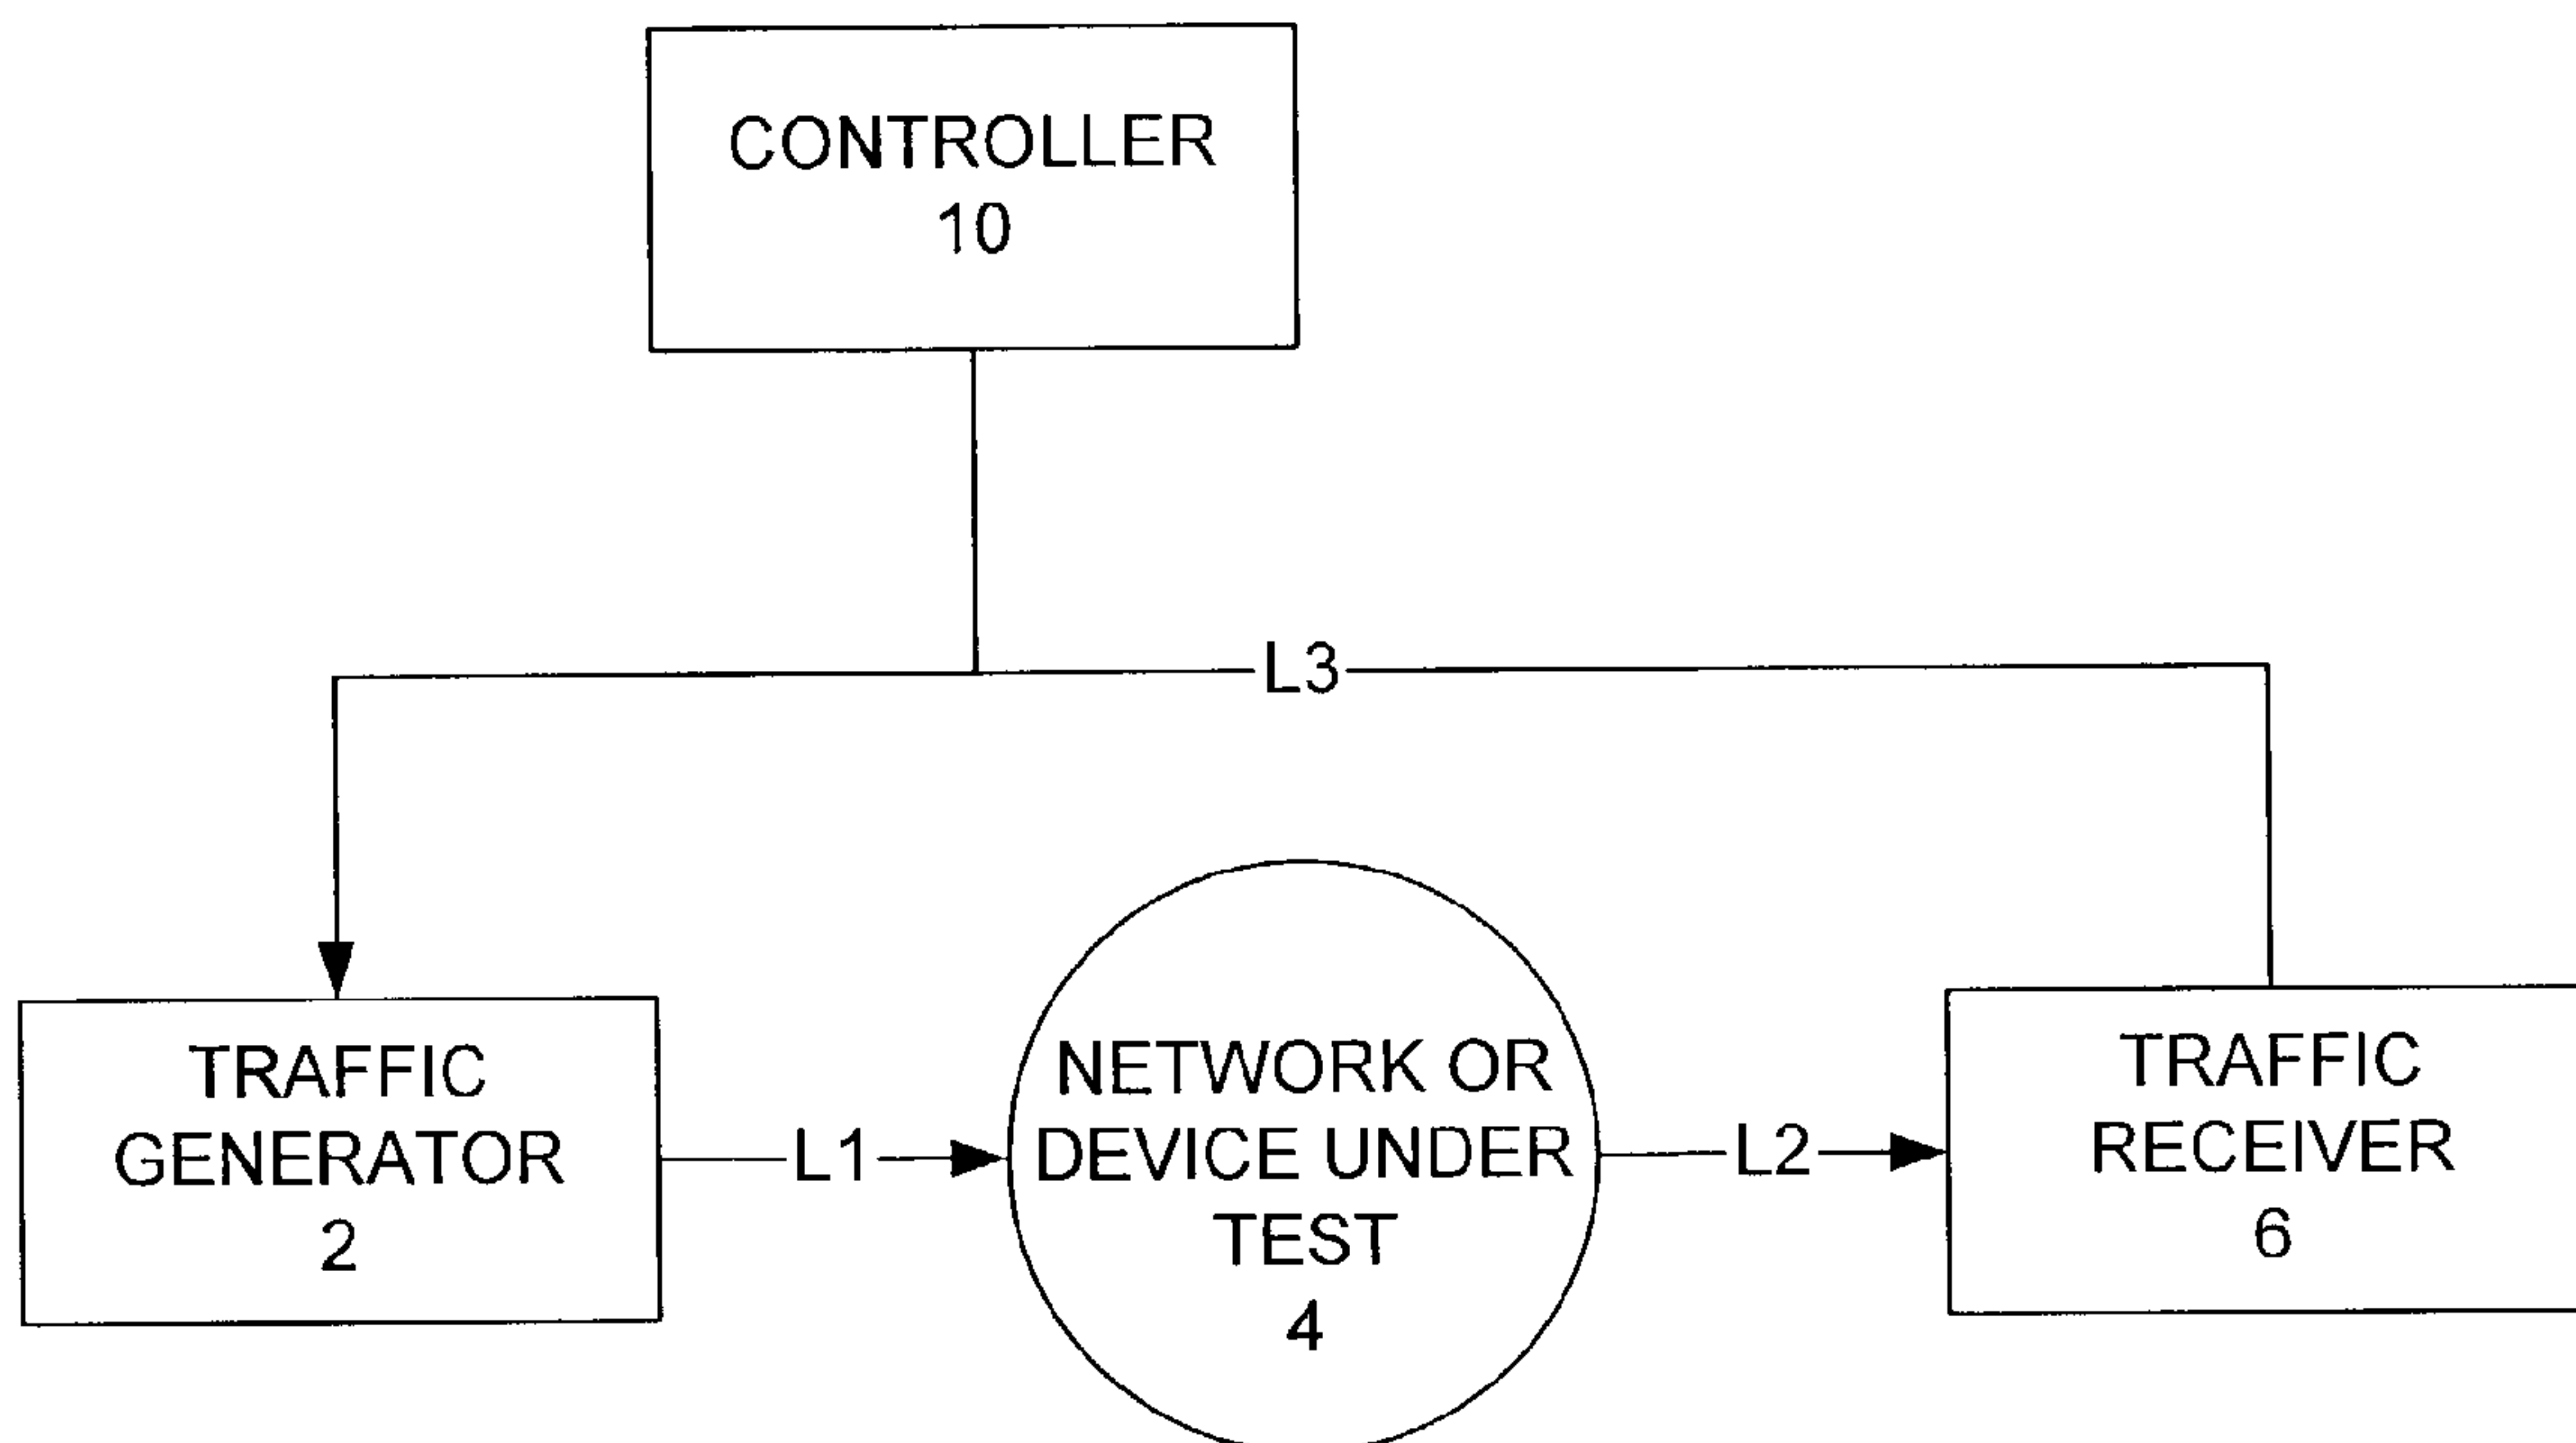 CONTROLLER
10
L3
TRAFFIC
GENERATOR
2
L1
NETWORK OR
DEVICE UNDER
TEST
4
L2
TRAFFIC
RECEIVER
6